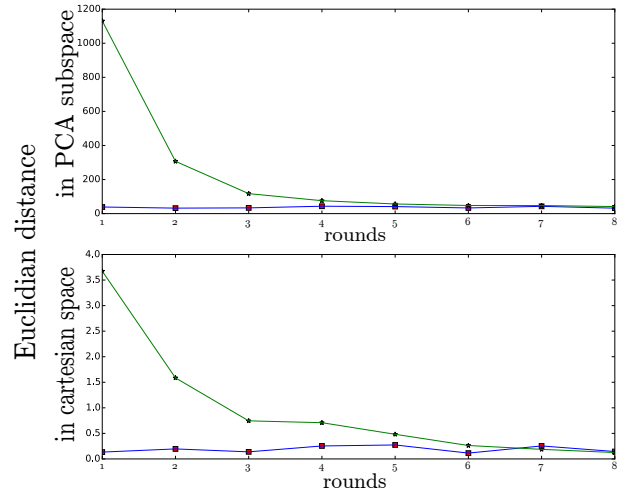 Euclidian distance
in PCA subspace
1200
1000
800
600
400
200
0
1 2 3 4 5 6 7 8
rounds
in cartesian space
4.0
3.5
3.0
2.5
2.0
1.5
1.0
0.5
0.0
1 2 3 4 5 6 7 8
rounds